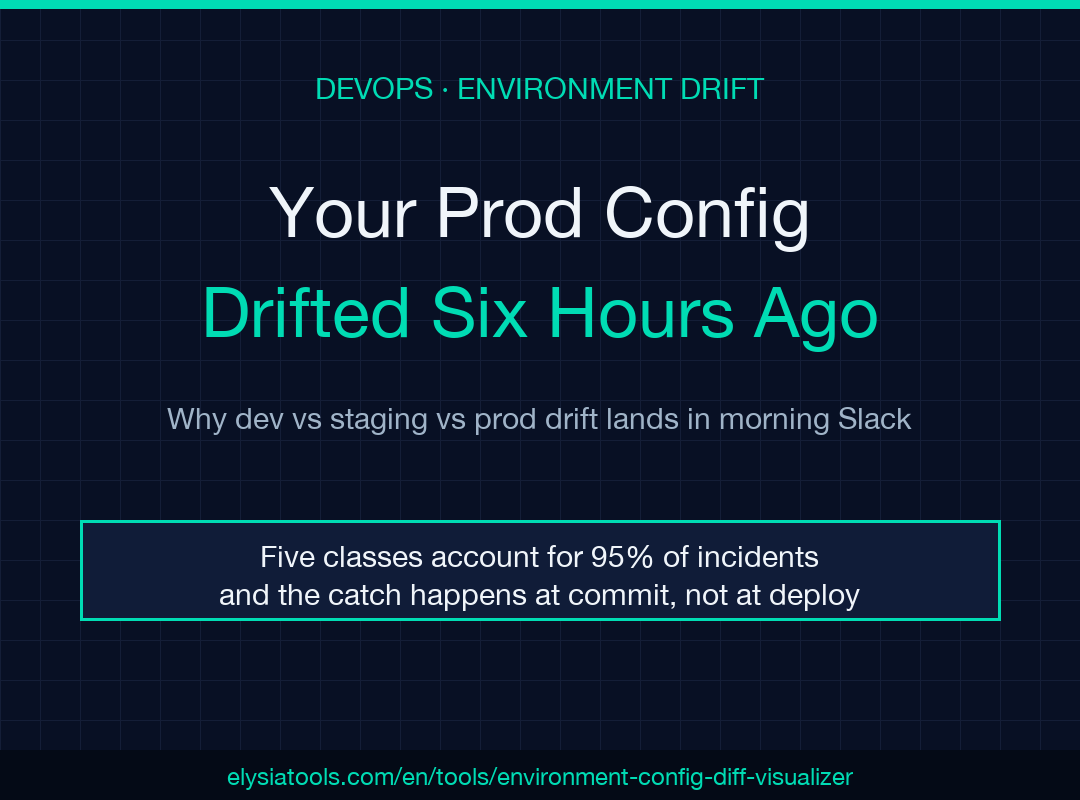 DEVOPS · ENVIRONMENT DRIFT
Your Prod Config
Drifted Six Hours Ago
Why dev vs staging vs prod drift lands in morning Slack
Five classes account for 95% of incidents
and the catch happens at commit, not at deploy
elysiatools.com/en/tools/environment-config-diff-visualizer